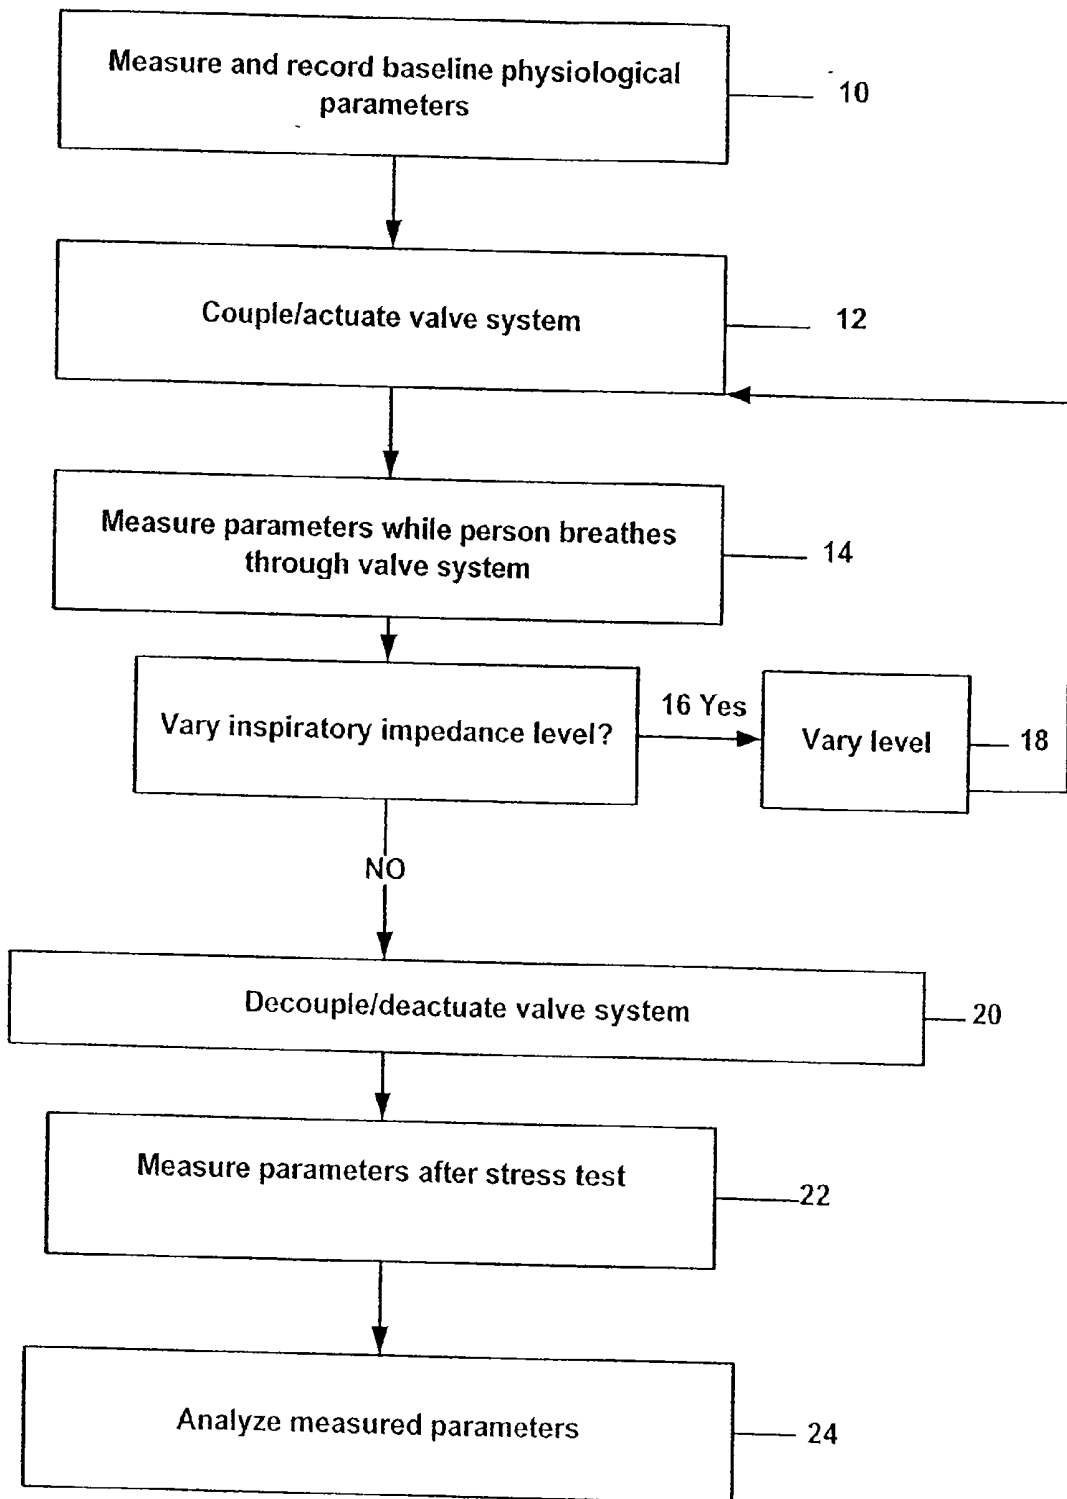 Measure and record baseline physiological
parameters
10
Couple/actuate valve system
12
Measure parameters while person breathes
through valve system
14
Vary inspiratory impedance level?
16 Yes
Vary level
18
NO
Decouple/deactuate valve system
20
Measure parameters after stress test
22
Analyze measured parameters
24